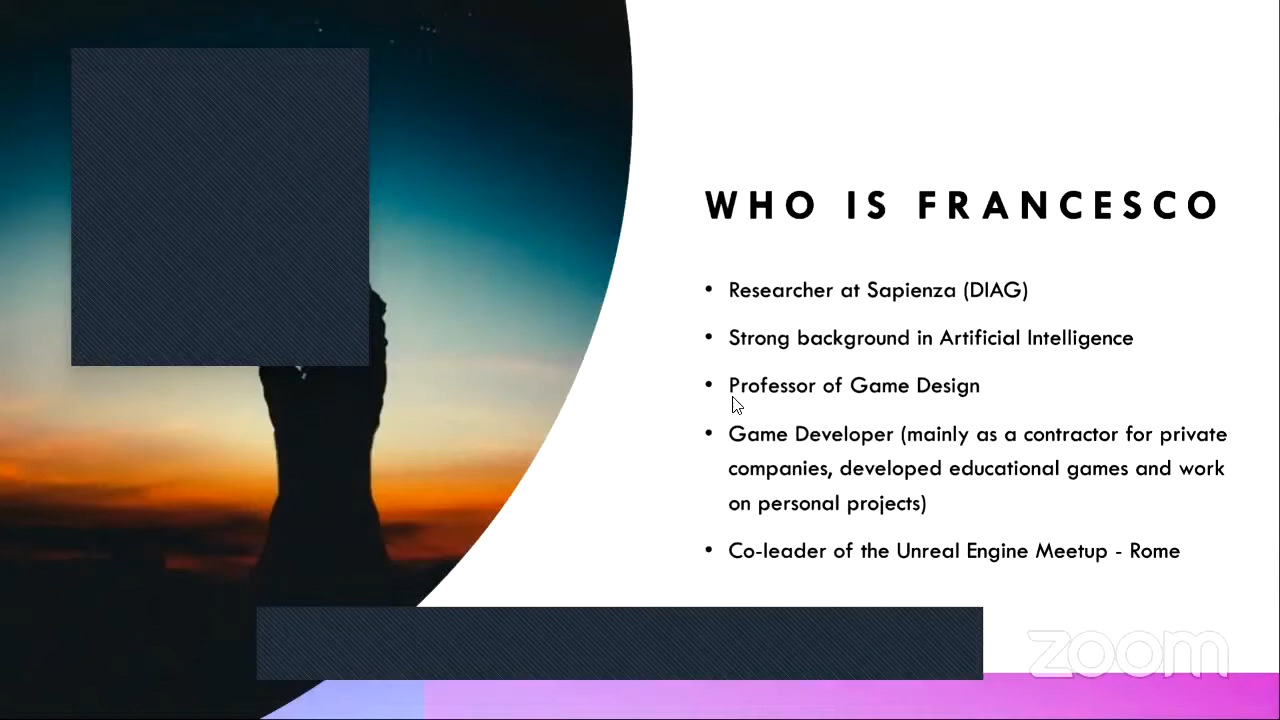 WHO IS FRANCESCO
• Researcher at Sapienza (DIAG)
• Strong background in Artificial Intelligence
• Professor of Game Design
• Game Developer (mainly as a contractor for private
companies, developed educational games and work
on personal projects)
• Co-leader of the Unreal Engine Meetup - Rome
zoom